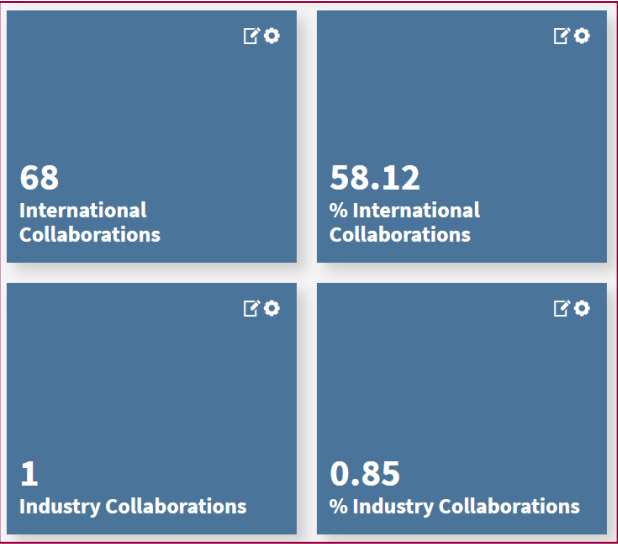 68
International
Collaborations
58.12
% International
Collaborations
1
Industry Collaborations
0.85
% Industry Collaborations